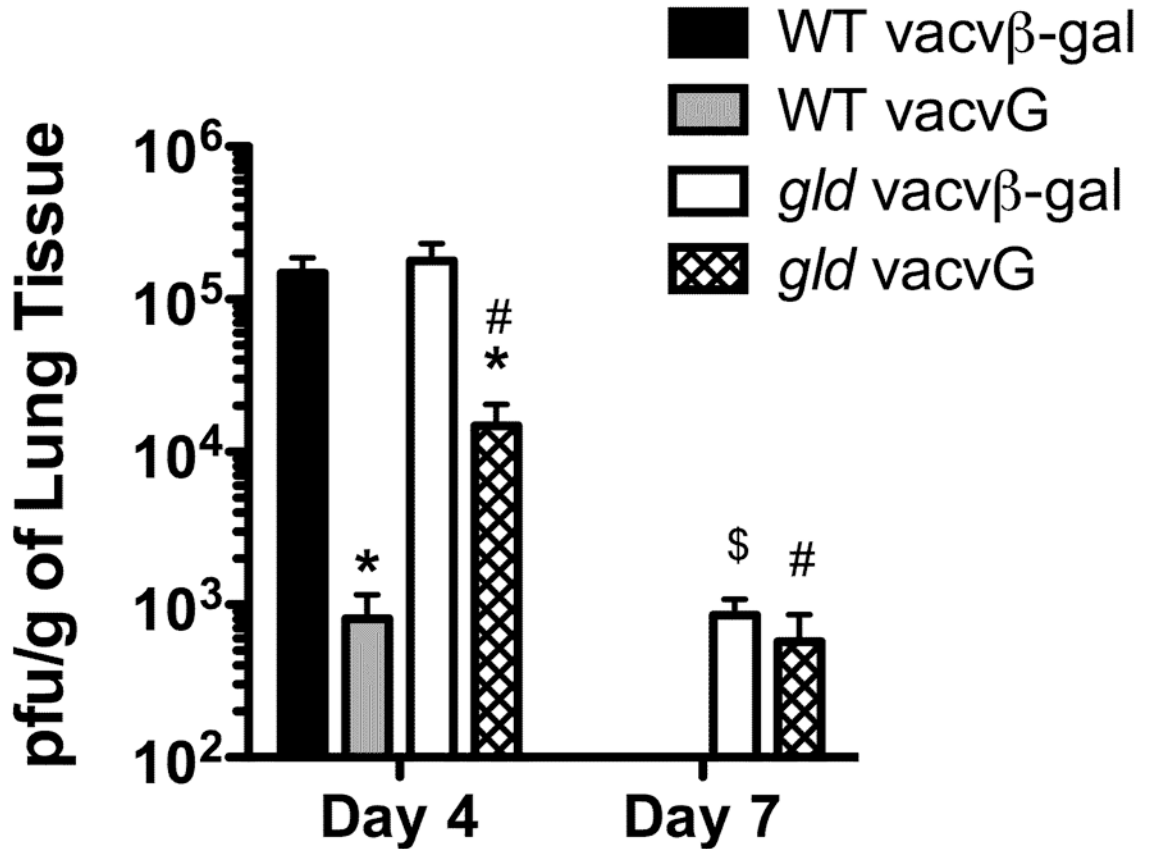 WT vacvβ-gal
WT vacvG
gld vacvβ-gal
gld vacvG
pfu/g of Lung Tissue
10⁶
10⁵
10⁴
10³
10²
#
*
*
$
#
Day 4
Day 7